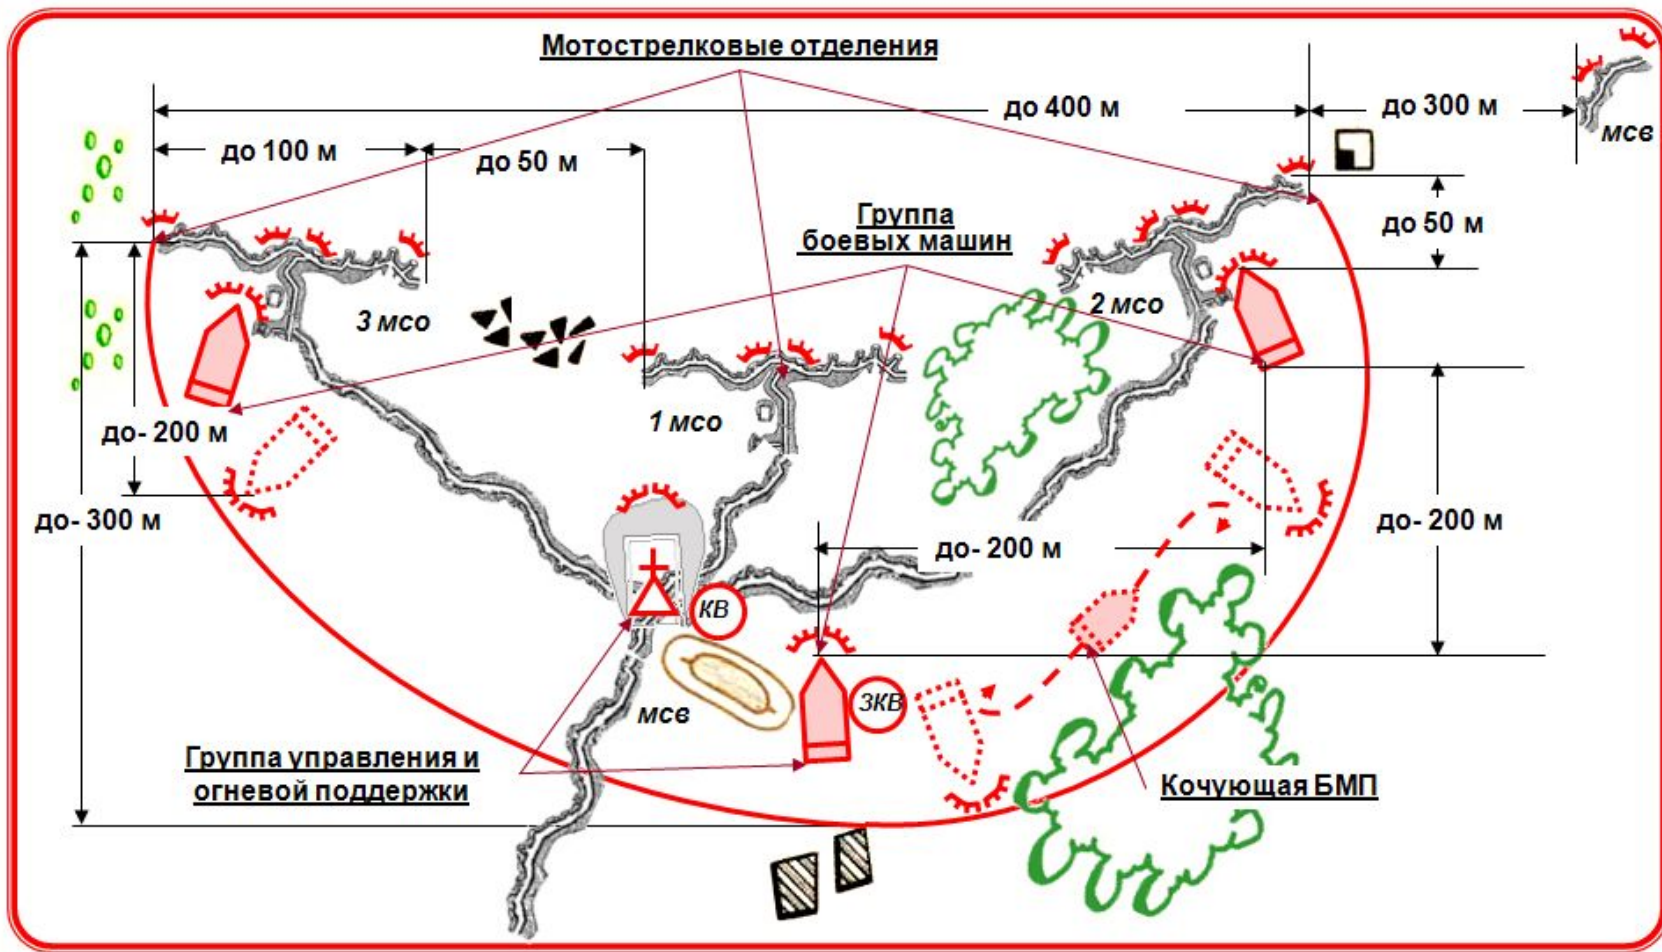 Мотострелковые отделения
до 400 м
до 300 м
мсв
до 100 м
до 50 м
Группа
боевых машин
до 50 м
3 мсо
2 мсо
1 мсо
до- 200 м
до- 300 м
до- 200 м
до- 200 м
КВ
ЗКВ
мсв
Группа управления и
огневой поддержки
Кочующая БМП